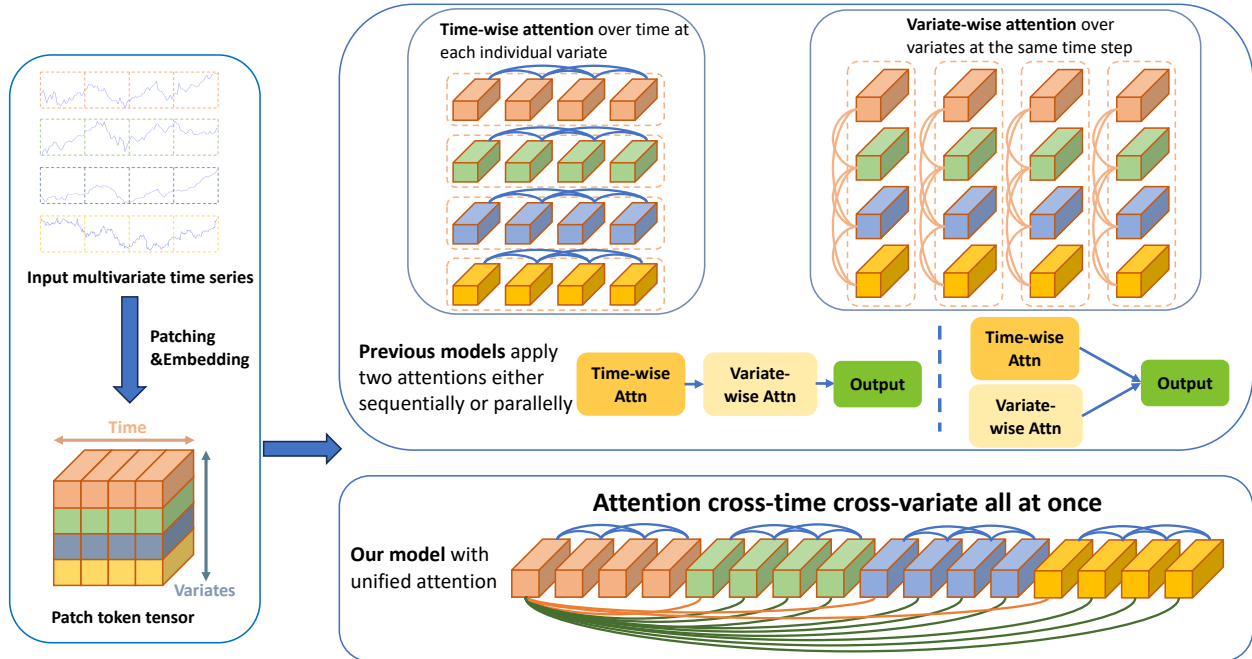 Input multivariate time series
Patching
&Embedding
Time
Variates
Patch token tensor
Time-wise attention over time at
each individual variate
Variate-wise attention over
variates at the same time step
Previous models apply
two attentions either
sequentially or parallelly
Time-wise
Attn
Variate-
wise Attn
Output
Time-wise
Attn
Variate-
wise Attn
Output
Attention cross-time cross-variate all at once
Our model with
unified attention